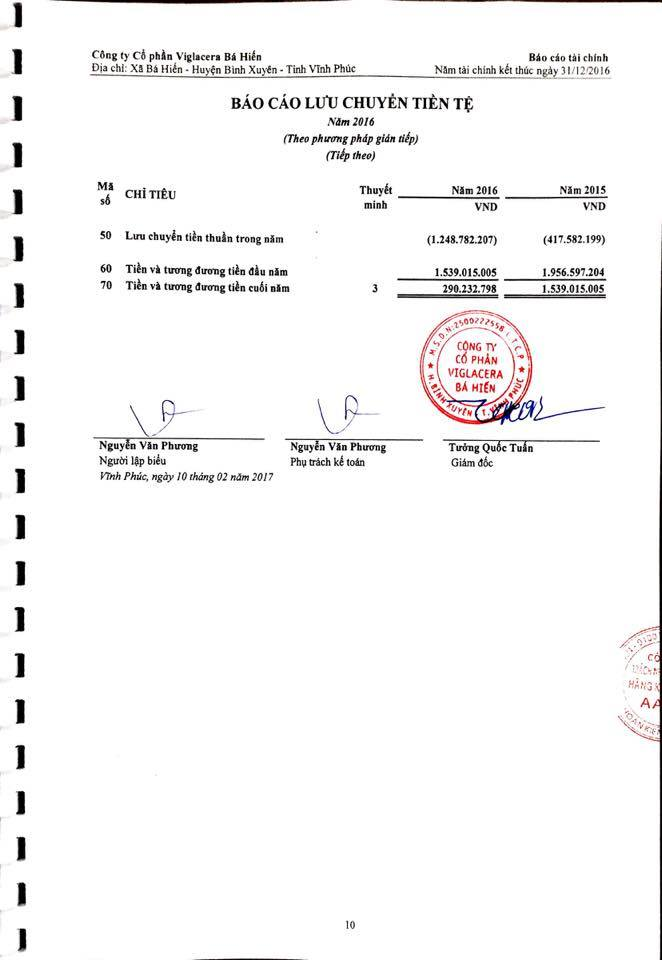 Công ty Cổ phần Viglacera Bá Hiến
Báo cáo tài chính
Địa chỉ: Xã Bá Hiến - Huyện Bình Xuyên - Tỉnh Vĩnh Phúc
Năm tài chính kết thúc ngày 31/12/2016
BÁO CÁO LƯU CHUYỂN TIỀN TỆ
Năm 2016
(Theo phương pháp gián tiếp)
(Tiếp theo)
Mã số CHỈ TIÊU Thuyết minh Năm 2016 Năm 2015
VND VND
50 Lưu chuyển tiền thuần trong năm (1.248.782.207) (417.582.199)
60 Tiền và tương đương tiền đầu năm 1.539.015.005 1.956.597.204
70 Tiền và tương đương tiền cuối năm 3 290.232.798 1.539.015.005
M.S.D.N:2500222558 - T.C.P
CÔNG TY
CỔ PHẦN
VIGLACERA
BÁ HIẾN
H.BÌNH XUYÊN - T.VĨNH PHÚC
Nguyễn Văn Phương Nguyễn Văn Phương Tưởng Quốc Tuấn
Người lập biểu Phụ trách kế toán Giám đốc
Vĩnh Phúc, ngày 10 tháng 02 năm 2017
HÃNG K
AA
HOÀN KIẾM
10